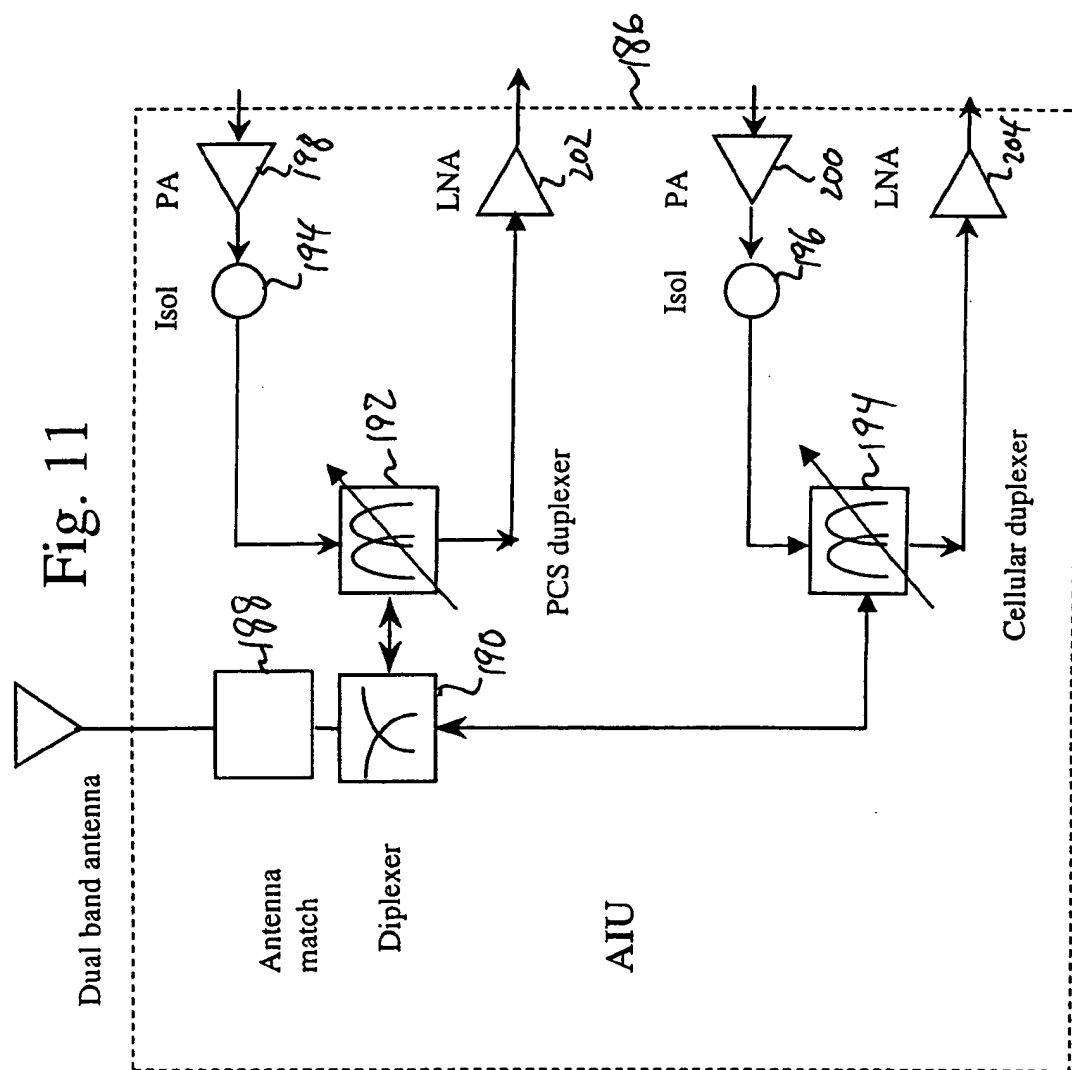 Fig. 11
Dual band antenna
Antenna
match
188
Diplexer
190
AIU
PCS duplexer
192
Isol
194
PA
198
LNA
202
186
Cellular duplexer
194
Isol
196
PA
200
LNA
204